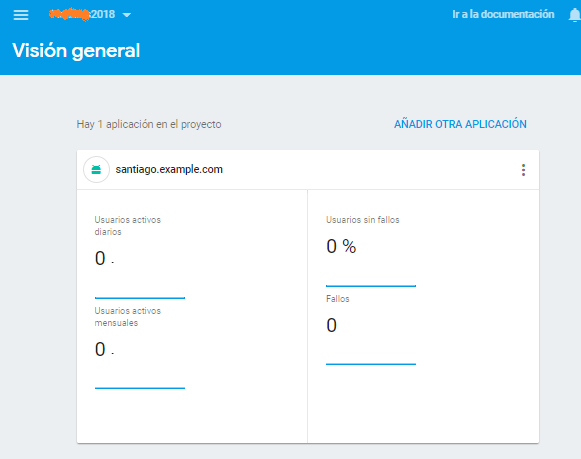 2018
Ir a la documentación
Visión general
Hay 1 aplicación en el proyecto
AÑADIR OTRA APLICACIÓN
santiago.example.com
Usuarios activos
diarios
0 .
Usuarios activos
mensuales
0 .
Usuarios sin fallos
0 %
Fallos
0